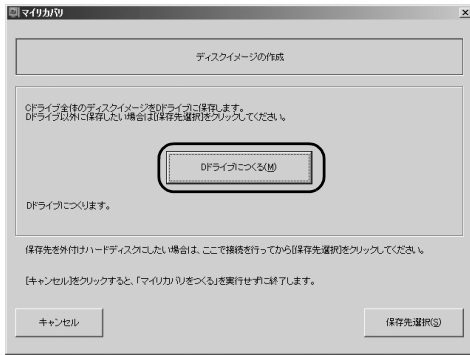 マイリカバリ
ディスクイメージの作成
Cドライブ全体のディスクイメージをDドライブに保存します。
Dドライブ以外に保存したい場合は[保存先選択]をクリックしてください。
Dドライブにつくる(M)
Dドライブにつくります。
保存先を外付けハードディスクにしたい場合は、ここで接続を行ってから[保存先選択]をクリックしてください。
[キャンセル]をクリックすると、「マイリカバリをつくる」を実行せずに終了します。
キャンセル
保存先選択(S)